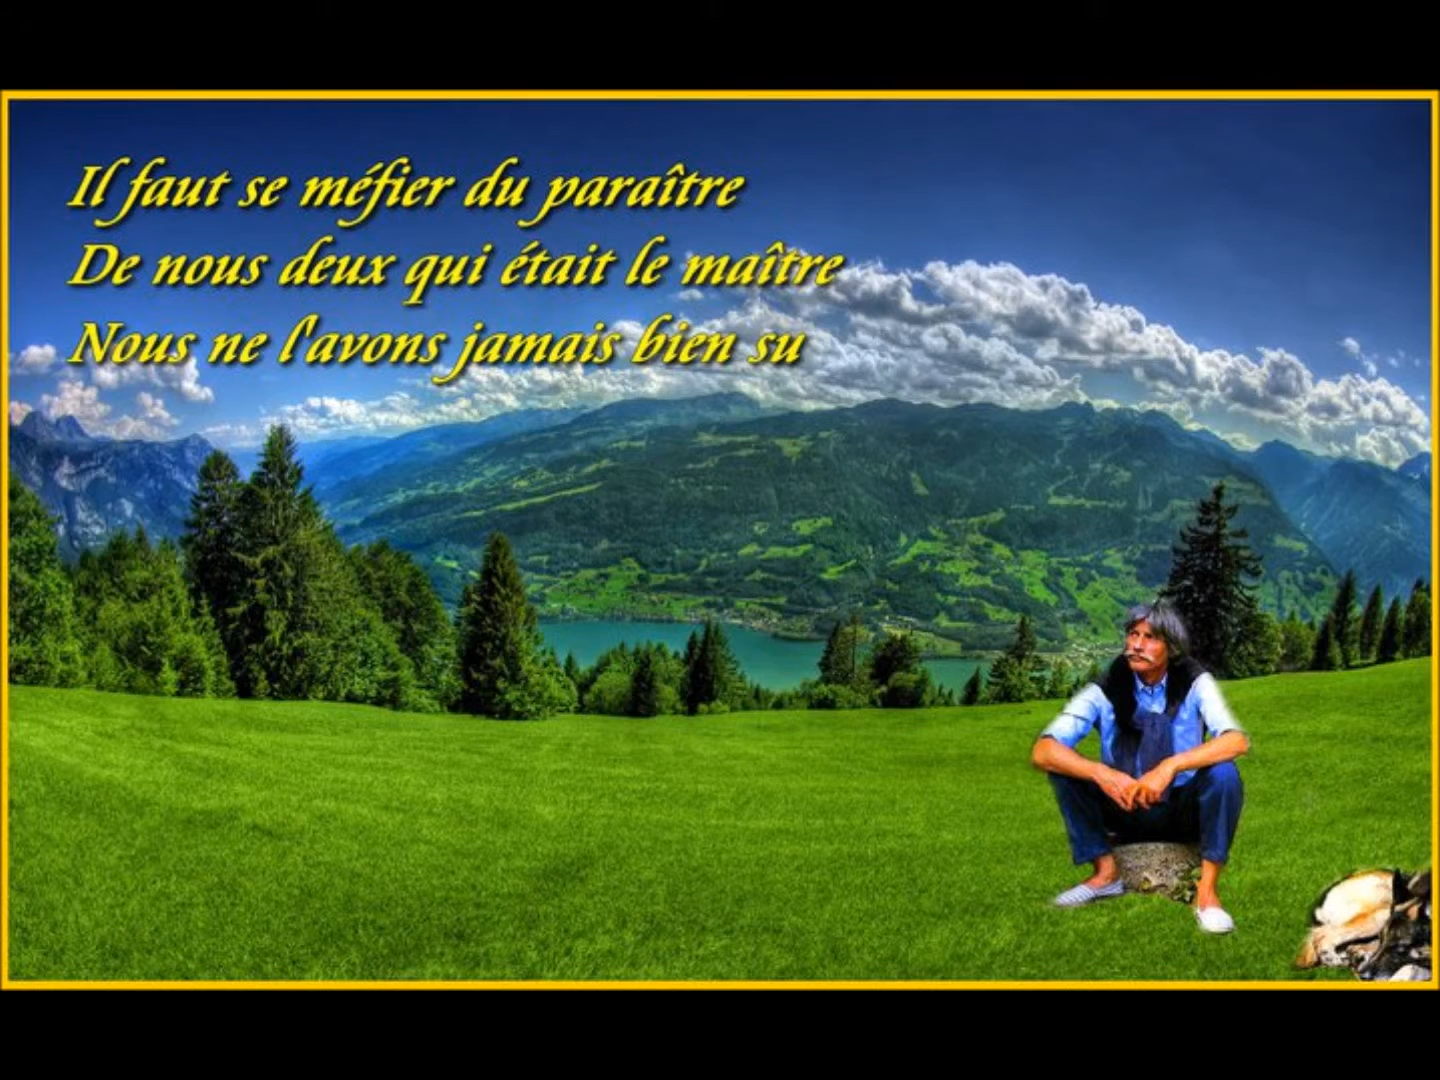 Il faut se méfier du paraître
De nous deux qui était le maître
Nous ne l'avons jamais bien su